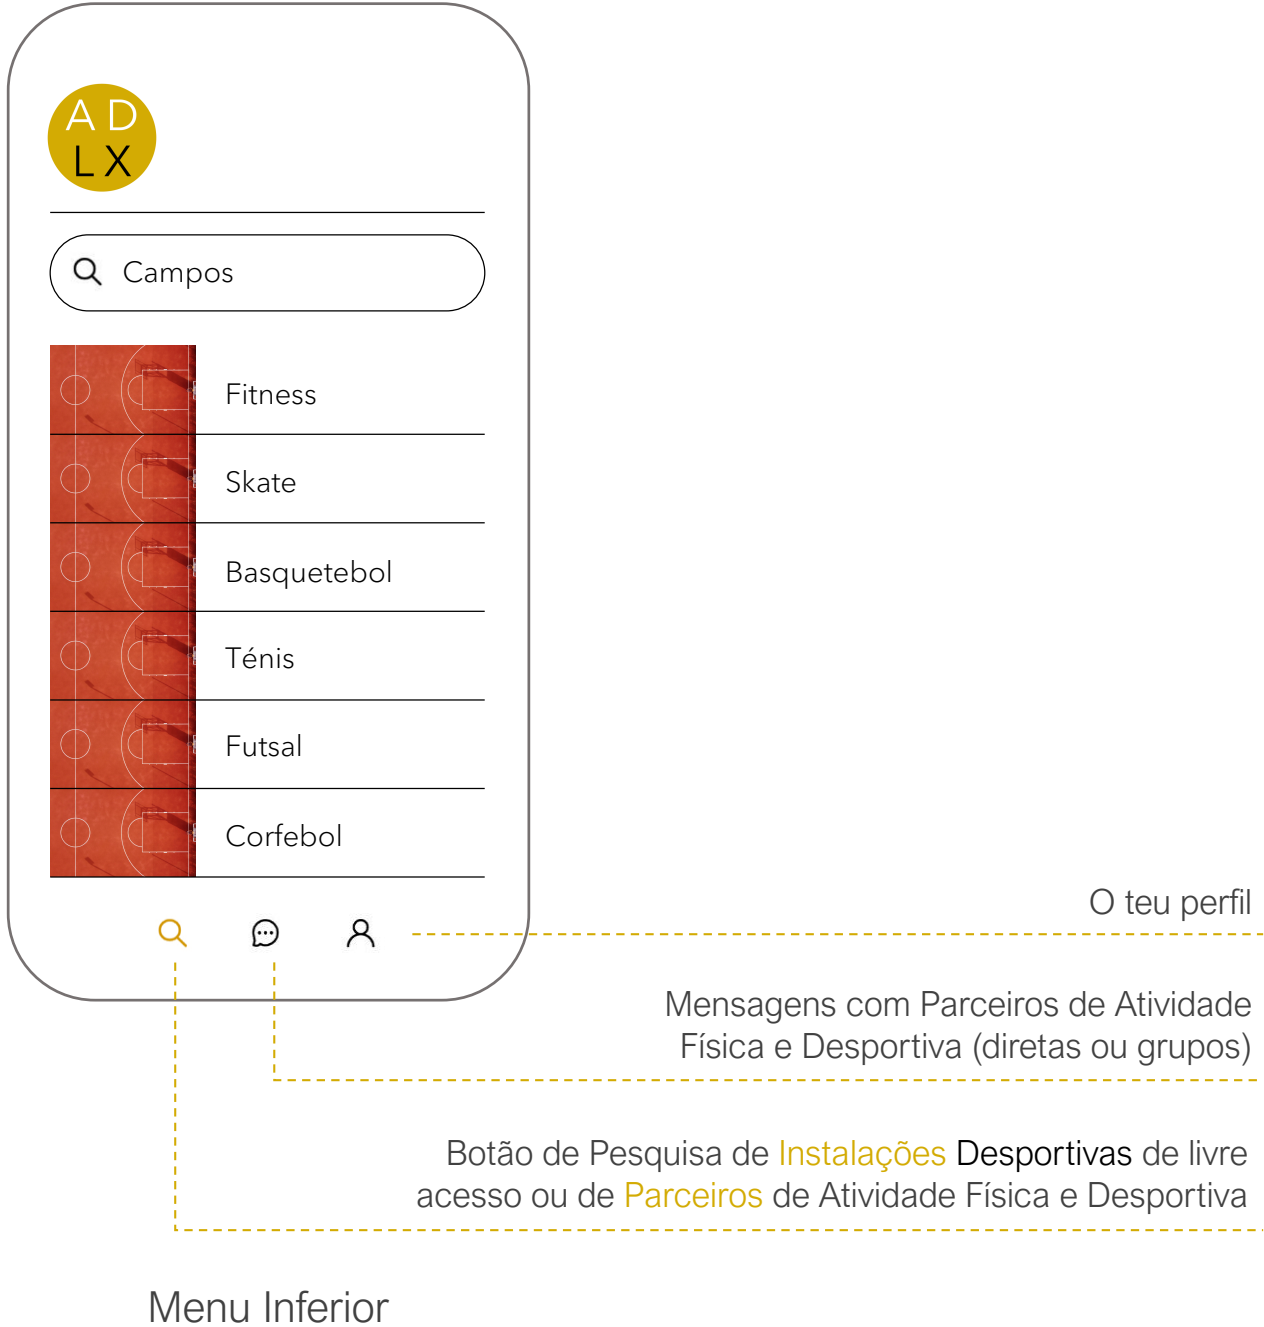 A D
L X
Campos
Fitness
Skate
Basquetebol
Ténis
Futsal
Corfebol
O teu perfil
Mensagens com Parceiros de Atividade
Física e Desportiva (diretas ou grupos)
Botão de Pesquisa de Instalações Desportivas de livre
acesso ou de Parceiros de Atividade Física e Desportiva
Menu Inferior